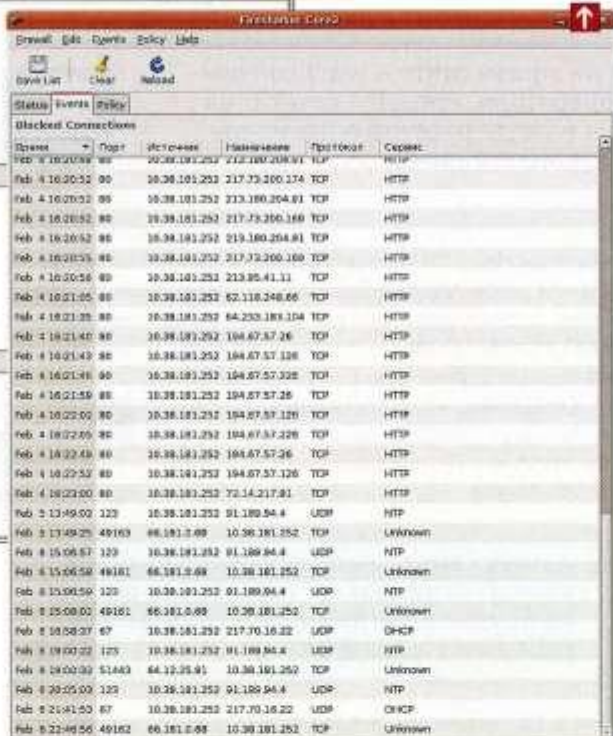 Firestarter Core2
Firewall Edit Events Policy Help
Save List Clear Reload
Status Events Policy
Blocked Connections
Время Порт Источник Назначение Протокол Сервис
Feb 4 80 10.38.181.252 TCP HTTP
Feb 4 16:20:52 80 10.38.181.252 217.73.200.174 TCP HTTP
Feb 4 16:20:52 80 10.38.181.252 213.180.204.81 TCP HTTP
Feb 4 16:20:52 80 10.38.181.252 217.73.200.169 TCP HTTP
Feb 4 16:20:52 80 10.38.181.252 213.180.204.81 TCP HTTP
Feb 4 16:20:55 80 10.38.181.252 217.73.200.169 TCP HTTP
Feb 4 16:20:56 80 10.38.181.252 213.95.41.11 TCP HTTP
Feb 4 16:21:05 80 10.38.181.252 62.118.248.66 TCP HTTP
Feb 4 16:21:25 80 10.38.181.252 64.233.183.104 TCP HTTP
Feb 4 16:21:40 80 10.38.181.252 194.67.57.26 TCP HTTP
Feb 4 16:21:43 80 10.38.181.252 194.67.57.126 TCP HTTP
Feb 4 16:21:46 80 10.38.181.252 194.67.57.226 TCP HTTP
Feb 4 16:21:59 80 10.38.181.252 194.67.57.26 TCP HTTP
Feb 4 16:22:02 80 10.38.181.252 194.67.57.126 TCP HTTP
Feb 4 16:22:05 80 10.38.181.252 194.67.57.226 TCP HTTP
Feb 4 16:22:49 80 10.38.181.252 194.67.57.26 TCP HTTP
Feb 4 16:22:52 80 10.38.181.252 194.67.57.126 TCP HTTP
Feb 4 16:23:00 80 10.38.181.252 72.14.217.91 TCP HTTP
Feb 5 13:49:02 123 10.38.181.252 91.189.94.4 UDP NTP
Feb 5 13:49:25 49163 66.181.0.68 10.38.181.252 TCP Unknown
Feb 6 15:06:57 123 10.38.181.252 91.189.94.4 UDP NTP
Feb 6 15:06:58 49161 66.181.0.68 10.38.181.252 TCP Unknown
Feb 6 15:06:59 123 10.38.181.252 91.189.94.4 UDP NTP
Feb 6 15:08:02 49161 66.181.0.68 10.38.181.252 TCP Unknown
Feb 6 16:58:37 67 10.38.181.252 217.70.16.22 UDP DHCP
Feb 6 19:00:22 123 10.38.181.252 91.189.94.4 UDP NTP
Feb 6 19:00:32 51443 64.12.25.91 10.38.181.252 TCP Unknown
Feb 6 20:05:03 123 10.38.181.252 91.189.94.4 UDP NTP
Feb 6 21:41:53 67 10.38.181.252 217.70.16.22 UDP DHCP
Feb 6 22:46:56 49162 66.181.0.68 10.38.181.252 TCP Unknown